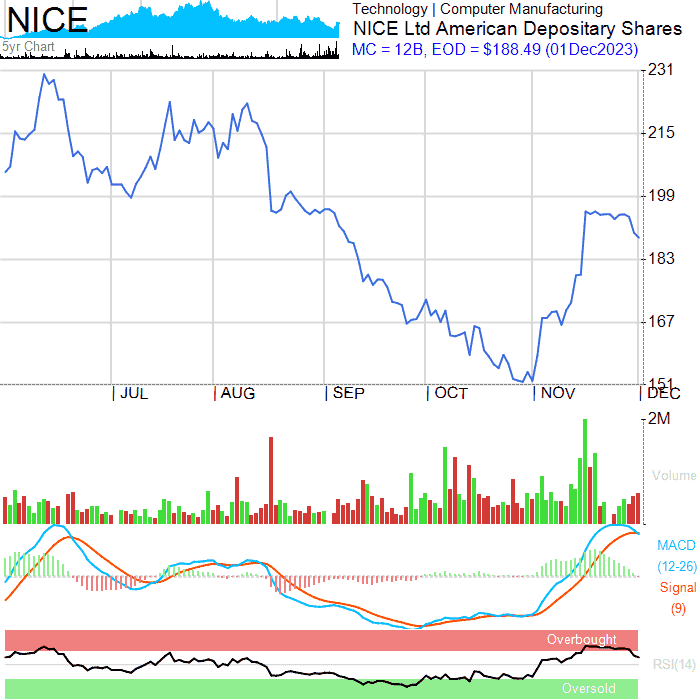 NICE
5yr Chart
Technology | Computer Manufacturing
NICE Ltd American Depositary Shares
MC = 12B, EOD = $188.49 (01Dec2023)
231
215
199
183
167
151
JUL
AUG
SEP
OCT
NOV
DEC
2M
Volume
MACD
(12-26)
Signal
(9)
Overbought
RSI(14)
Oversold